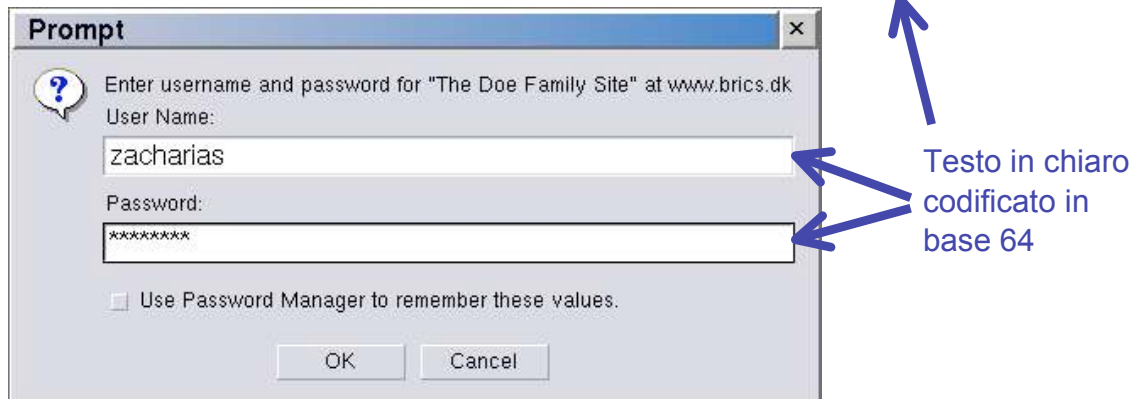 Prompt
Enter username and password for "The Doe Family Site" at www.brics.dk
User Name:
zacharias
Password:
********
Use Password Manager to remember these values.
OK Cancel
Testo in chiaro
codificato in
base 64